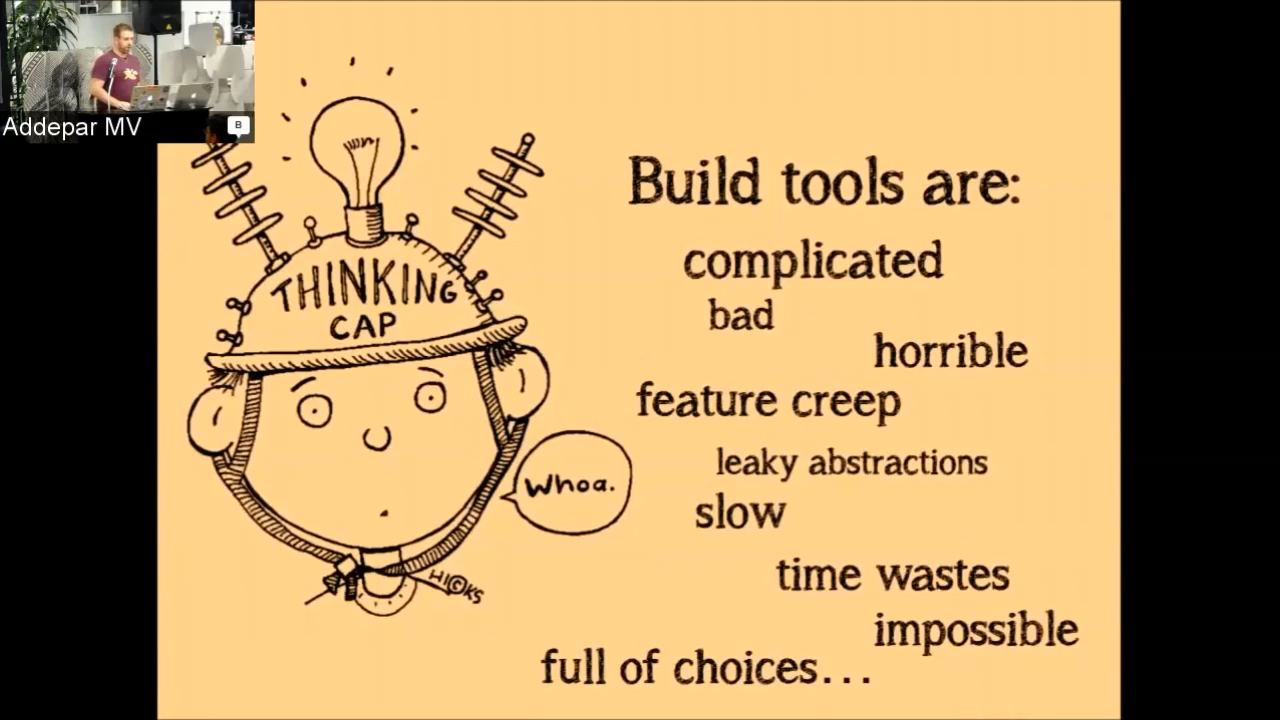 Addepar MV
B
THINKING
CAP
Whoa.
HICKS
Build tools are:
complicated
bad
horrible
feature creep
leaky abstractions
slow
time wastes
impossible
full of choices...